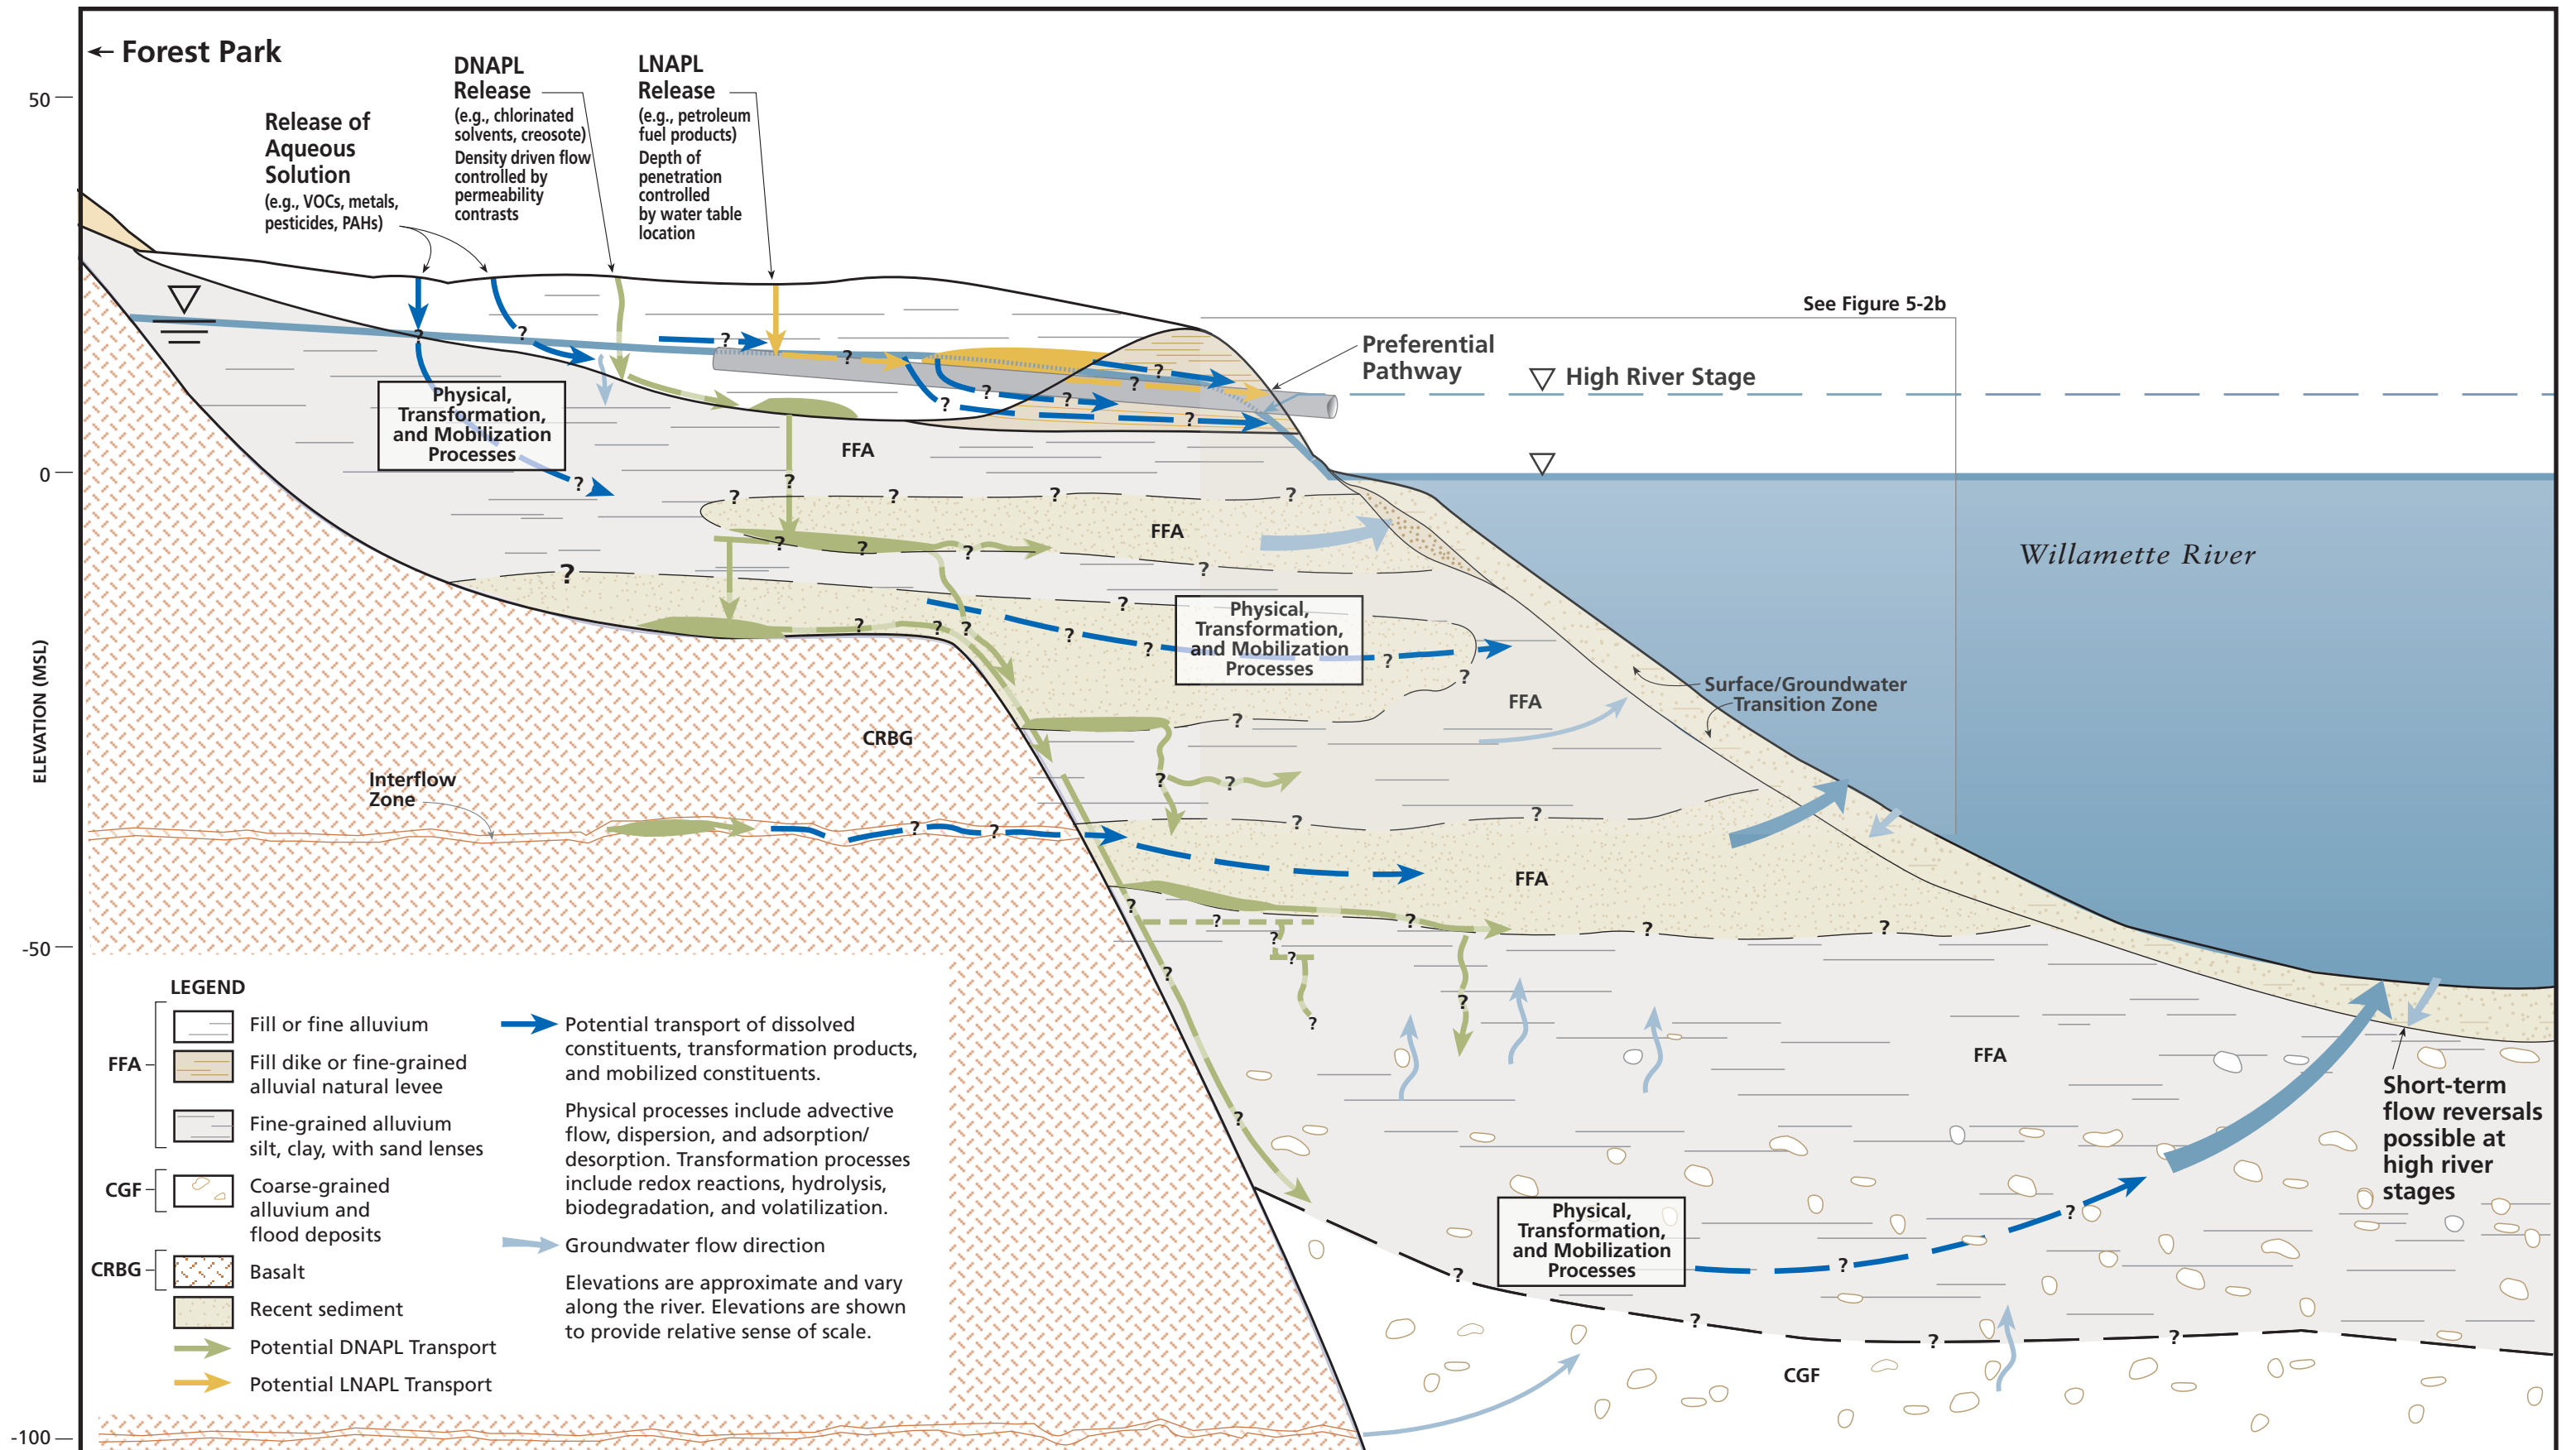 ← Forest Park
DNAPL
Release
(e.g., chlorinated
solvents, creosote)
Density driven flow
controlled by
permeability
contrasts
LNAPL
Release
(e.g., petroleum
fuel products)
Depth of
penetration
controlled
by water table
location
Release of
Aqueous
Solution
(e.g., VOCs, metals,
pesticides, PAHs)
50
0
-50
-100
ELEVATION (MSL)
See Figure 5-2b
Preferential
Pathway
High River Stage
Willamette River
Physical,
Transformation,
and Mobilization
Processes
FFA
FFA
Physical,
Transformation,
and Mobilization
Processes
FFA
Surface/Groundwater
Transition Zone
CRBG
Interflow
Zone
FFA
FFA
Short-term
flow reversals
possible at
high river
stages
Physical,
Transformation,
and Mobilization
Processes
CGF
LEGEND
FFA
Fill or fine alluvium
Fill dike or fine-grained
alluvial natural levee
Fine-grained alluvium
silt, clay, with sand lenses
CGF
Coarse-grained
alluvium and
flood deposits
CRBG
Basalt
Recent sediment
Potential DNAPL Transport
Potential LNAPL Transport
Potential transport of dissolved
constituents, transformation products,
and mobilized constituents.
Physical processes include advective
flow, dispersion, and adsorption/
desorption. Transformation processes
include redox reactions, hydrolysis,
biodegradation, and volatilization.
Groundwater flow direction
Elevations are approximate and vary
along the river. Elevations are shown
to provide relative sense of scale.